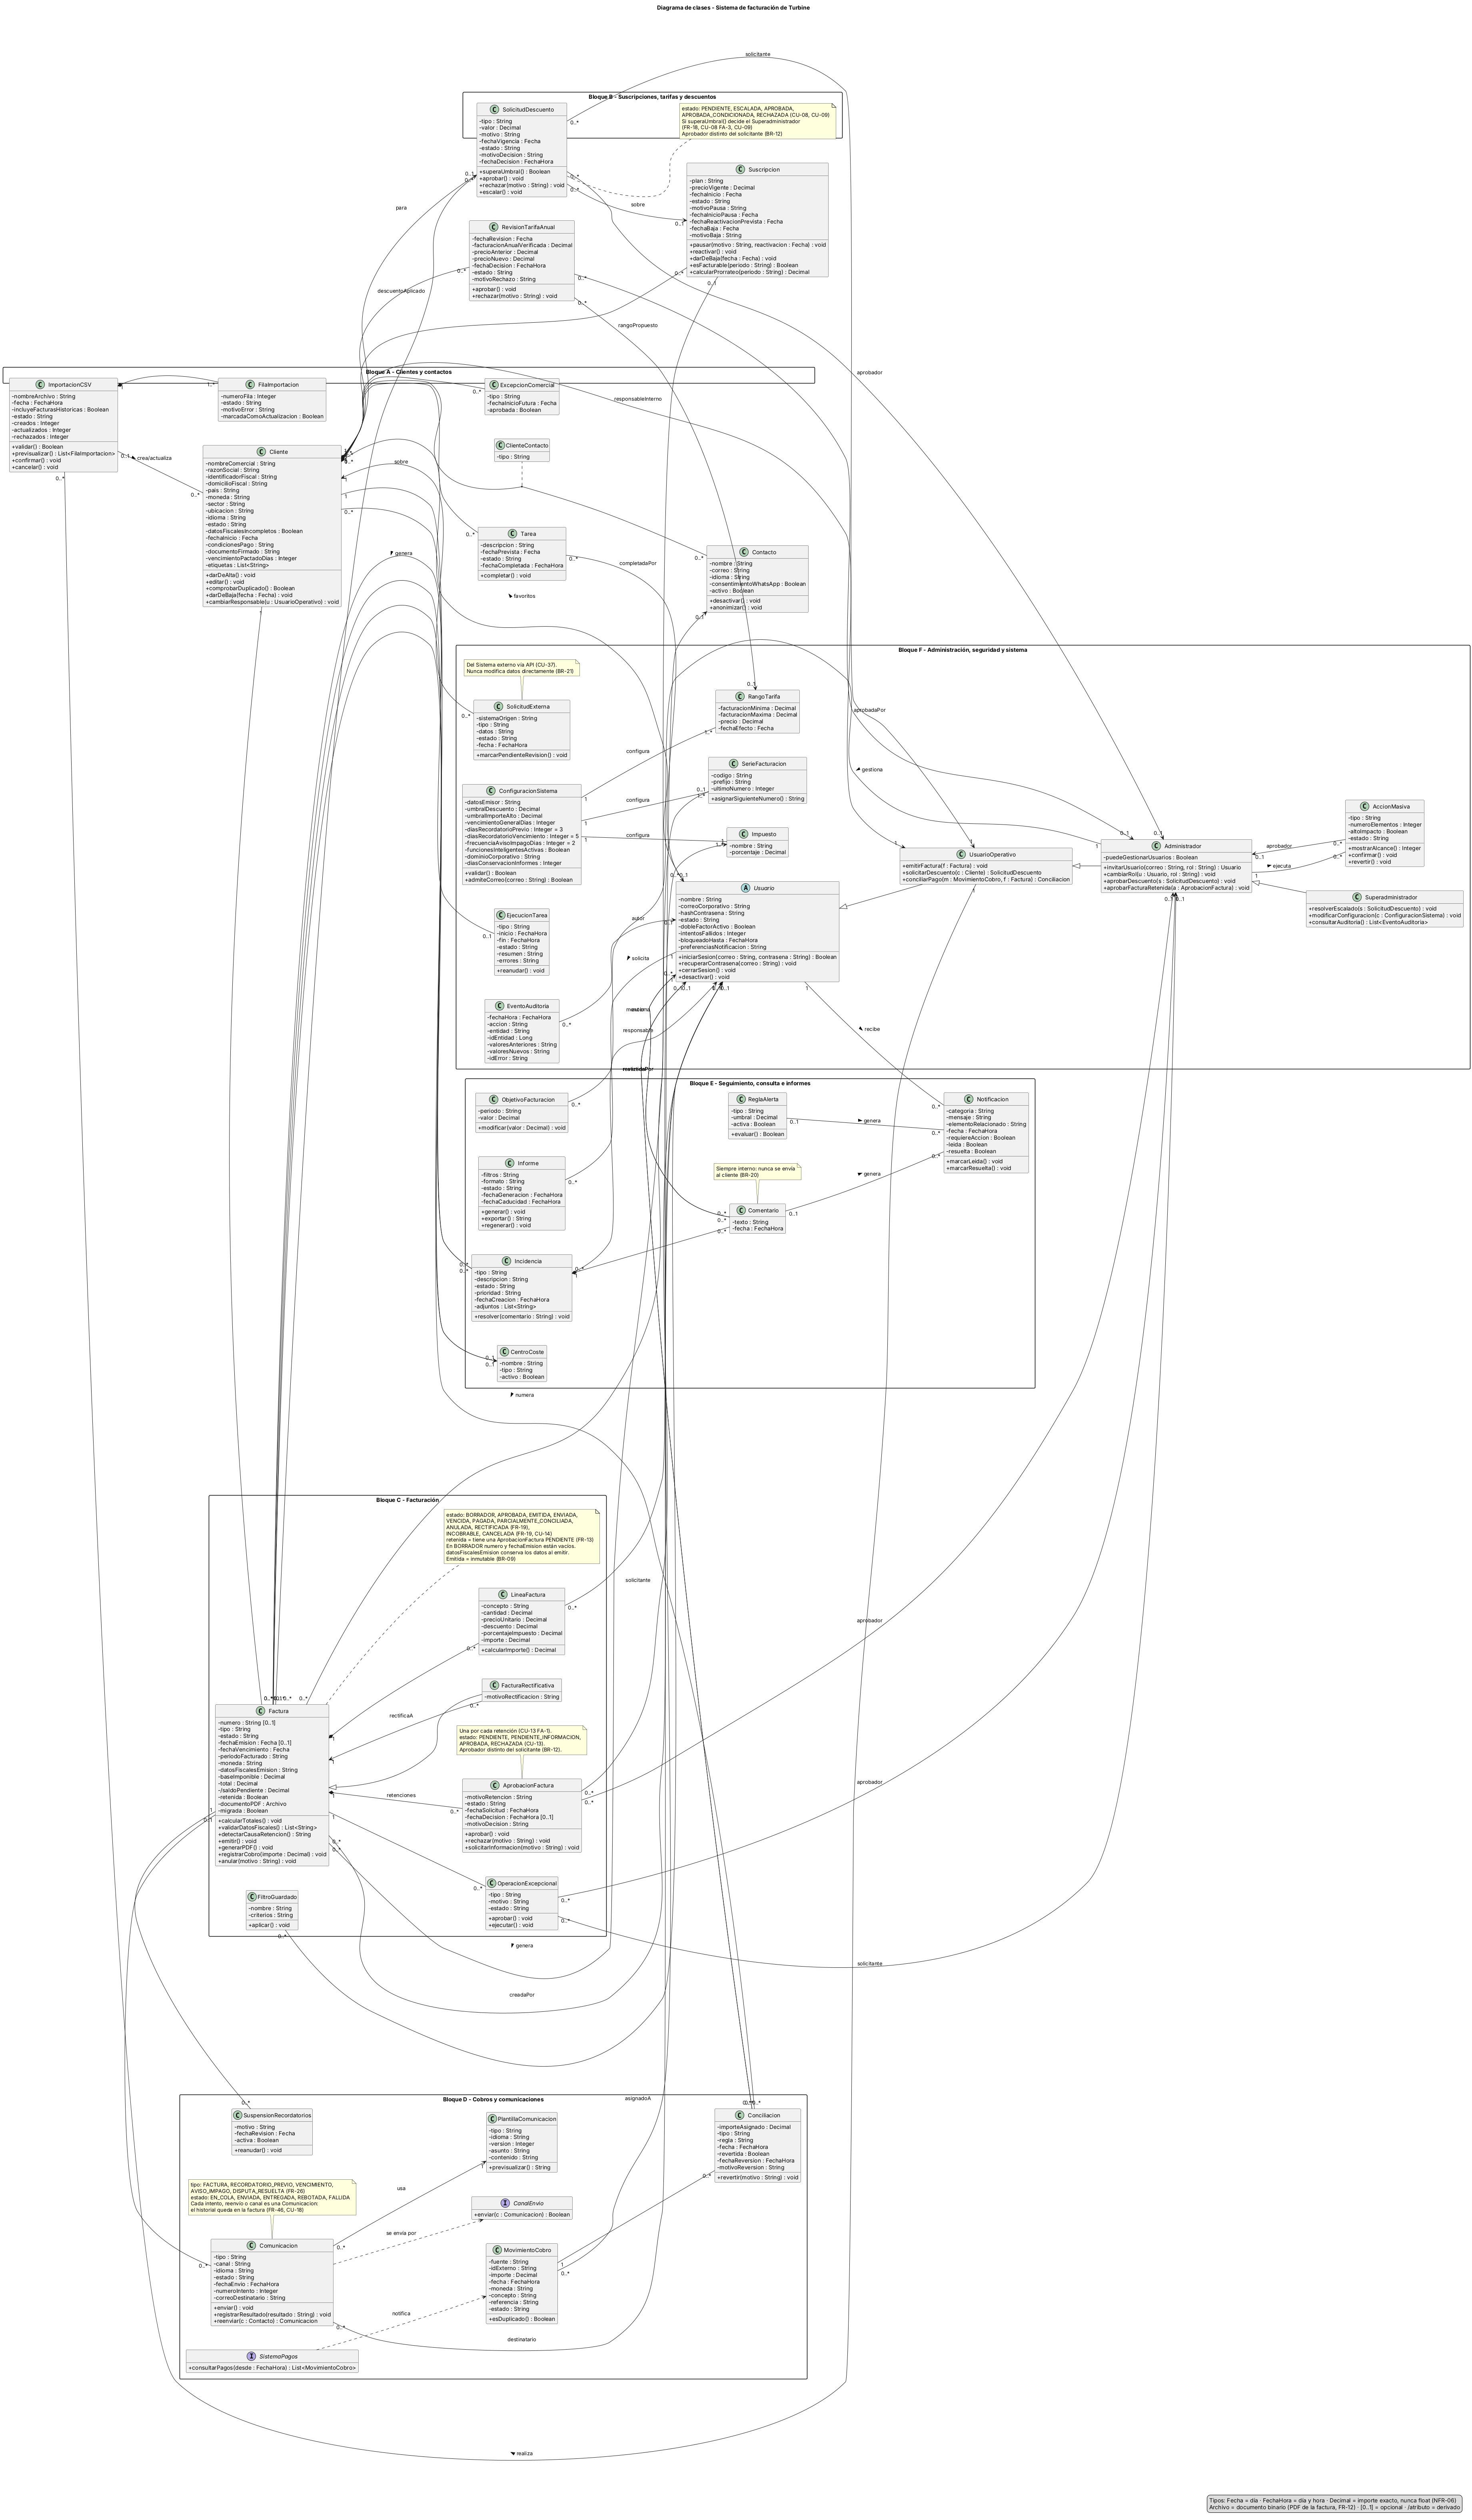 Diagrama de clases - Sistema de facturación de Turbine
solicitante
Bloque B - Suscripciones, tarifas y descuentos
SolicitudDescuento
-tipo : String
-valor : Decimal
-motivo : String
-fechaVigencia : Fecha
-estado : String
-motivoDecision : String
-fechaDecision : FechaHora
+superaUmbral() : Boolean
+aprobar() : void
+rechazar(motivo : String) : void
+escalar() : void
estado: PENDIENTE, ESCALADA, APROBADA,
APROBADA_CONDICIONADA, RECHAZADA (CU-08, CU-09)
Si superaUmbral() decide el Superadministrador
(FR-18, CU-08 FA-3, CU-09)
Aprobador distinto del solicitante (BR-12)
Suscripcion
-plan : String
-precioVigente : Decimal
-fechaInicio : Fecha
-estado : String
-motivoPausa : String
-fechaInicioPausa : Fecha
-fechaReactivacionPrevista : Fecha
-fechaBaja : Fecha
-motivoBaja : String
+pausar(motivo : String, reactivacion : Fecha) : void
+reactivar() : void
+darDeBaja(fecha : Fecha) : void
+esFacturable(periodo : String) : Boolean
+calcularProrrateo(periodo : String) : Decimal
sobre
para
RevisionTarifaAnual
-fechaRevision : Fecha
-facturacionAnualVerificada : Decimal
-precioAnterior : Decimal
-precioNuevo : Decimal
-fechaDecision : FechaHora
-estado : String
-motivoRechazo : String
+aprobar() : void
+rechazar(motivo : String) : void
descuentoAplicado
rangoPropuesto
aprobador
Bloque A - Clientes y contactos
ImportacionCSV
-nombreArchivo : String
-fecha : FechaHora
-incluyeFacturasHistoricas : Boolean
-estado : String
-creados : Integer
-actualizados : Integer
-rechazados : Integer
+validar() : Boolean
+previsualizar() : List<FilaImportacion>
+confirmar() : void
+cancelar() : void
FilaImportacion
-numeroFila : Integer
-estado : String
-motivoError : String
-marcadaComoActualizacion : Boolean
ExcepcionComercial
-tipo : String
-fechaInicioFutura : Fecha
-aprobada : Boolean
responsableInterno
ClienteContacto
-tipo : String
crea/actualiza
Cliente
-nombreComercial : String
-razonSocial : String
-identificadorFiscal : String
-domicilioFiscal : String
-pais : String
-moneda : String
-sector : String
-ubicacion : String
-idioma : String
-estado : String
-datosFiscalesIncompletos : Boolean
-fechaInicio : Fecha
-condicionesPago : String
-documentoFirmado : String
-vencimientoPactadoDias : Integer
-etiquetas : List<String>
+darDeAlta() : void
+editar() : void
+comprobarDuplicado() : Boolean
+darDeBaja(fecha : Fecha) : void
+cambiarResponsable(u : UsuarioOperativo) : void
sobre
Tarea
-descripcion : String
-fechaPrevista : Fecha
-estado : String
-fechaCompletada : FechaHora
+completar() : void
completadaPor
Contacto
-nombre : String
-correo : String
-idioma : String
-consentimientoWhatsApp : Boolean
-activo : Boolean
+desactivar() : void
+anonimizar() : void
genera
favoritos
Bloque F - Administración, seguridad y sistema
Del Sistema externo vía API (CU-37).
Nunca modifica datos directamente (BR-21)
SolicitudExterna
-sistemaOrigen : String
-tipo : String
-datos : String
-estado : String
-fecha : FechaHora
+marcarPendienteRevision() : void
RangoTarifa
-facturacionMinima : Decimal
-facturacionMaxima : Decimal
-precio : Decimal
-fechaEfecto : Fecha
aprobadaPor
configura
gestiona
SerieFacturacion
-codigo : String
-prefijo : String
-ultimoNumero : Integer
+asignarSiguienteNumero() : String
ConfiguracionSistema
-datosEmisor : String
-umbralDescuento : Decimal
-umbralImporteAlto : Decimal
-vencimientoGeneralDias : Integer
-diasRecordatorioPrevio : Integer = 3
-diasRecordatorioVencimiento : Integer = 5
-frecuenciaAvisoImpagoDias : Integer = 2
-funcionesInteligentesActivas : Boolean
-dominioCorporativo : String
-diasConservacionInformes : Integer
+validar() : Boolean
+admiteCorreo(correo : String) : Boolean
configura
configura
Impuesto
-nombre : String
-porcentaje : Decimal
UsuarioOperativo
+emitirFactura(f : Factura) : void
+solicitarDescuento(c : Cliente) : SolicitudDescuento
+conciliarPago(m : MovimientoCobro, f : Factura) : Conciliacion
Administrador
-puedeGestionarUsuarios : Boolean
+invitarUsuario(correo : String, rol : String) : Usuario
+cambiarRol(u : Usuario, rol : String) : void
+aprobarDescuento(s : SolicitudDescuento) : void
+aprobarFacturaRetenida(a : AprobacionFactura) : void
aprobador
ejecuta
AccionMasiva
-tipo : String
-numeroElementos : Integer
-altoImpacto : Boolean
-estado : String
+mostrarAlcance() : Integer
+confirmar() : void
+revertir() : void
Superadministrador
+resolverEscalado(s : SolicitudDescuento) : void
+modificarConfiguracion(c : ConfiguracionSistema) : void
+consultarAuditoria() : List<EventoAuditoria>
Usuario
-nombre : String
-correoCorporativo : String
-hashContrasena : String
-estado : String
-dobleFactorActivo : Boolean
-intentosFallidos : Integer
-bloqueadoHasta : FechaHora
-preferenciasNotificacion : String
+iniciarSesion(correo : String, contrasena : String) : Boolean
+recuperarContrasena(correo : String) : void
+cerrarSesion() : void
+desactivar() : void
EjecucionTarea
-tipo : String
-inicio : FechaHora
-fin : FechaHora
-estado : String
-resumen : String
-errores : String
+reanudar() : void
autor
solicita
EventoAuditoria
-fechaHora : FechaHora
-accion : String
-entidad : String
-idEntidad : Long
-valoresAnteriores : String
-valoresNuevos : String
-idError : String
responsable
recibe
Bloque E - Seguimiento, consulta e informes
ObjetivoFacturacion
-periodo : String
-valor : Decimal
+modificar(valor : Decimal) : void
ReglaAlerta
-tipo : String
-umbral : Decimal
-activa : Boolean
+evaluar() : Boolean
genera
Notificacion
-categoria : String
-mensaje : String
-elementoRelacionado : String
-fecha : FechaHora
-requiereAccion : Boolean
-leida : Boolean
-resuelta : Boolean
+marcarLeida() : void
+marcarResuelta() : void
Informe
-filtros : String
-formato : String
-estado : String
-fechaGeneracion : FechaHora
-fechaCaducidad : FechaHora
+generar() : void
+exportar() : String
+regenerar() : void
Siempre interno: nunca se envía
al cliente (BR-20)
genera
Comentario
-texto : String
-fecha : FechaHora
Incidencia
-tipo : String
-descripcion : String
-estado : String
-prioridad : String
-fechaCreacion : FechaHora
-adjuntos : List<String>
+resolver(comentario : String) : void
CentroCoste
-nombre : String
-tipo : String
-activo : Boolean
numera
Bloque C - Facturación
estado: BORRADOR, APROBADA, EMITIDA, ENVIADA,
VENCIDA, PAGADA, PARCIALMENTE_CONCILIADA,
ANULADA, RECTIFICADA (FR-19),
INCOBRABLE, CANCELADA (FR-19, CU-14)
retenida = tiene una AprobacionFactura PENDIENTE (FR-13)
En BORRADOR numero y fechaEmision están vacíos.
datosFiscalesEmision conserva los datos al emitir.
Emitida = inmutable (BR-09)
solicitante
LineaFactura
-concepto : String
-cantidad : Decimal
-precioUnitario : Decimal
-descuento : Decimal
-porcentajeImpuesto : Decimal
-importe : Decimal
+calcularImporte() : Decimal
aprobador
FacturaRectificativa
-motivoRectificacion : String
rectificaA
Factura
-numero : String [0..1]
-tipo : String
-estado : String
-fechaEmision : Fecha [0..1]
-fechaVencimiento : Fecha
-periodoFacturado : String
-moneda : String
-datosFiscalesEmision : String
-baseImponible : Decimal
-total : Decimal
-/saldoPendiente : Decimal
-retenida : Boolean
-documentoPDF : Archivo
-migrada : Boolean
+calcularTotales() : void
+validarDatosFiscales() : List<String>
+detectarCausaRetencion() : String
+emitir() : void
+generarPDF() : void
+registrarCobro(importe : Decimal) : void
+anular(motivo : String) : void
Una por cada retención (CU-13 FA-1).
estado: PENDIENTE, PENDIENTE_INFORMACION,
APROBADA, RECHAZADA (CU-13).
Aprobador distinto del solicitante (BR-12).
retenciones
AprobacionFactura
-motivoRetencion : String
-estado : String
-fechaSolicitud : FechaHora
-fechaDecision : FechaHora [0..1]
-motivoDecision : String
+aprobar() : void
+rechazar(motivo : String) : void
+solicitarInformacion(motivo : String) : void
aprobador
OperacionExcepcional
-tipo : String
-motivo : String
-estado : String
+aprobar() : void
+ejecutar() : void
FiltroGuardado
-nombre : String
-criterios : String
+aplicar() : void
genera
solicitante
creadaPor
Bloque D - Cobros y comunicaciones
asignadoA
SuspensionRecordatorios
-motivo : String
-fechaRevision : Fecha
-activa : Boolean
+reanudar() : void
PlantillaComunicacion
-tipo : String
-idioma : String
-version : Integer
-asunto : String
-contenido : String
+previsualizar() : String
Conciliacion
-importeAsignado : Decimal
-tipo : String
-regla : String
-fecha : FechaHora
-revertida : Boolean
-fechaReversion : FechaHora
-motivoReversion : String
+revertir(motivo : String) : void
tipo: FACTURA, RECORDATORIO_PREVIO, VENCIMIENTO,
AVISO_IMPAGO, DISPUTA_RESUELTA (FR-26)
estado: EN_COLA, ENVIADA, ENTREGADA, REBOTADA, FALLIDA
Cada intento, reenvío o canal es una Comunicacion:
el historial queda en la factura (FR-46, CU-18)
usa
CanalEnvio
+enviar(c : Comunicacion) : Boolean
se envía por
Comunicacion
-tipo : String
-canal : String
-idioma : String
-estado : String
-fechaEnvio : FechaHora
-numeroIntento : Integer
-correoDestinatario : String
+enviar() : void
+registrarResultado(resultado : String) : void
+reenviar(c : Contacto) : Comunicacion
MovimientoCobro
-fuente : String
-idExterno : String
-importe : Decimal
-fecha : FechaHora
-moneda : String
-concepto : String
-referencia : String
-estado : String
+esDuplicado() : Boolean
notifica
destinatario
SistemaPagos
+consultarPagos(desde : FechaHora) : List<MovimientoCobro>
realiza
Tipos: Fecha = día · FechaHora = día y hora · Decimal = importe exacto, nunca float (NFR-06)
Archivo = documento binario (PDF de la factura, FR-12) · [0..1] = opcional · /atributo = derivado